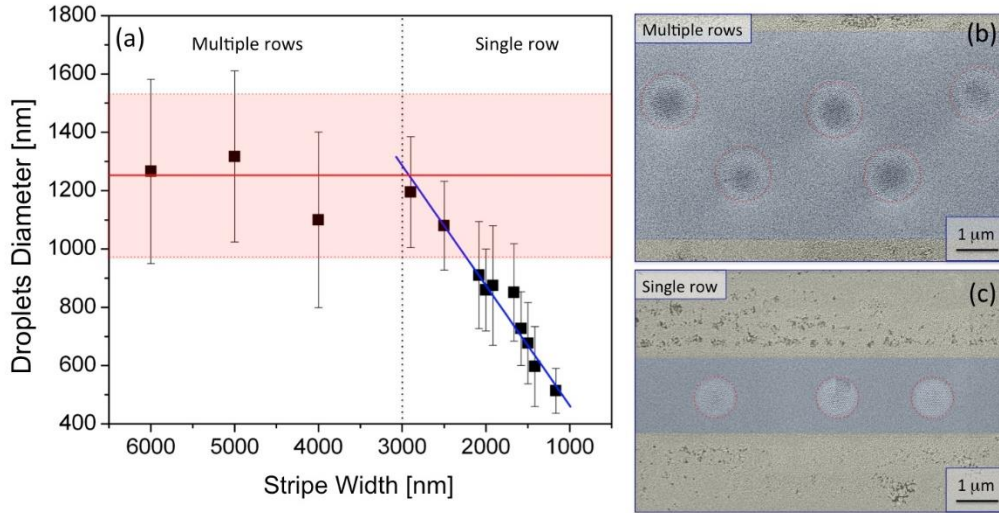 (a)
Multiple rows
Single row
Droplets Diameter [nm]
1800
1600
1400
1200
1000
800
600
400
6000
5000
4000
3000
2000
1000
Stripe Width [nm]
Multiple rows
(b)
1 μm
Single row
(c)
1 μm